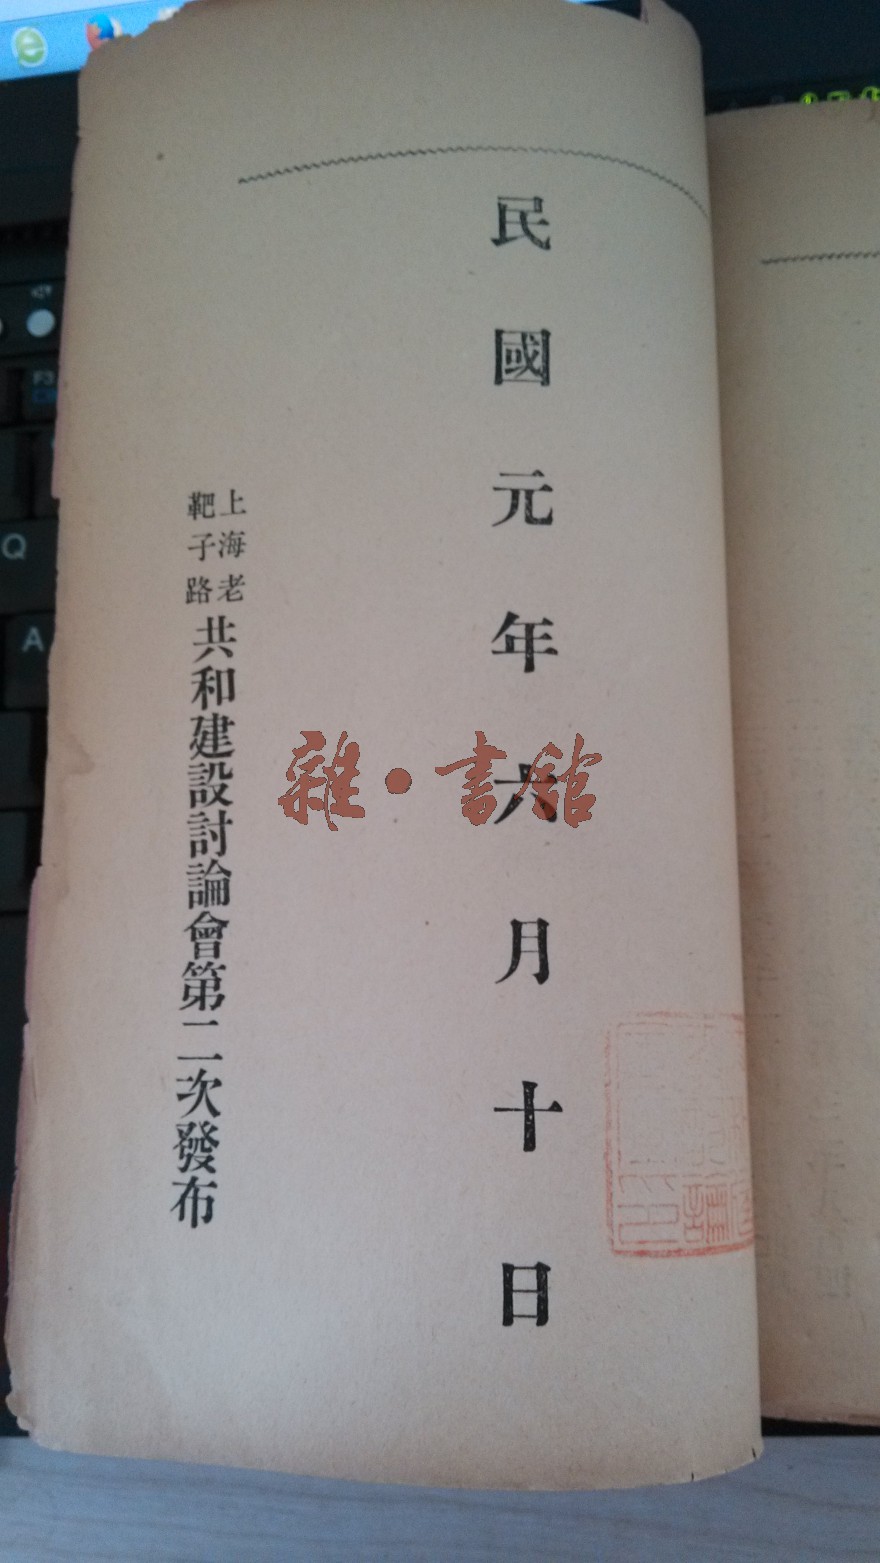 民國元年六月十日
上海老
靶子路
共和建設討論會第二次發布
雜·書館
Q
A
F3